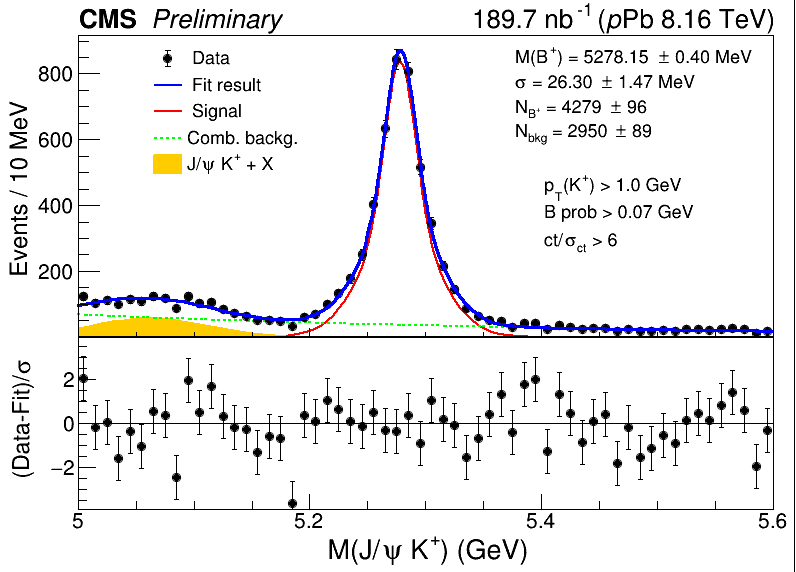 CMS Preliminary 189.7 nb⁻¹ (pPb 8.16 TeV)
Data
Fit result
Signal
Comb. backg.
J/ψ K⁺ + X
M(B⁺) = 5278.15 ± 0.40 MeV
σ = 26.30 ± 1.47 MeV
N_B⁺ = 4279 ± 96
N_bkg = 2950 ± 89
p_T(K⁺) > 1.0 GeV
B prob > 0.07 GeV
ct/σ_ct > 6
Events / 10 MeV
800
600
400
200
(Data-Fit)/σ
2
0
−2
5 5.2 5.4 5.6
M(J/ψ K⁺) (GeV)